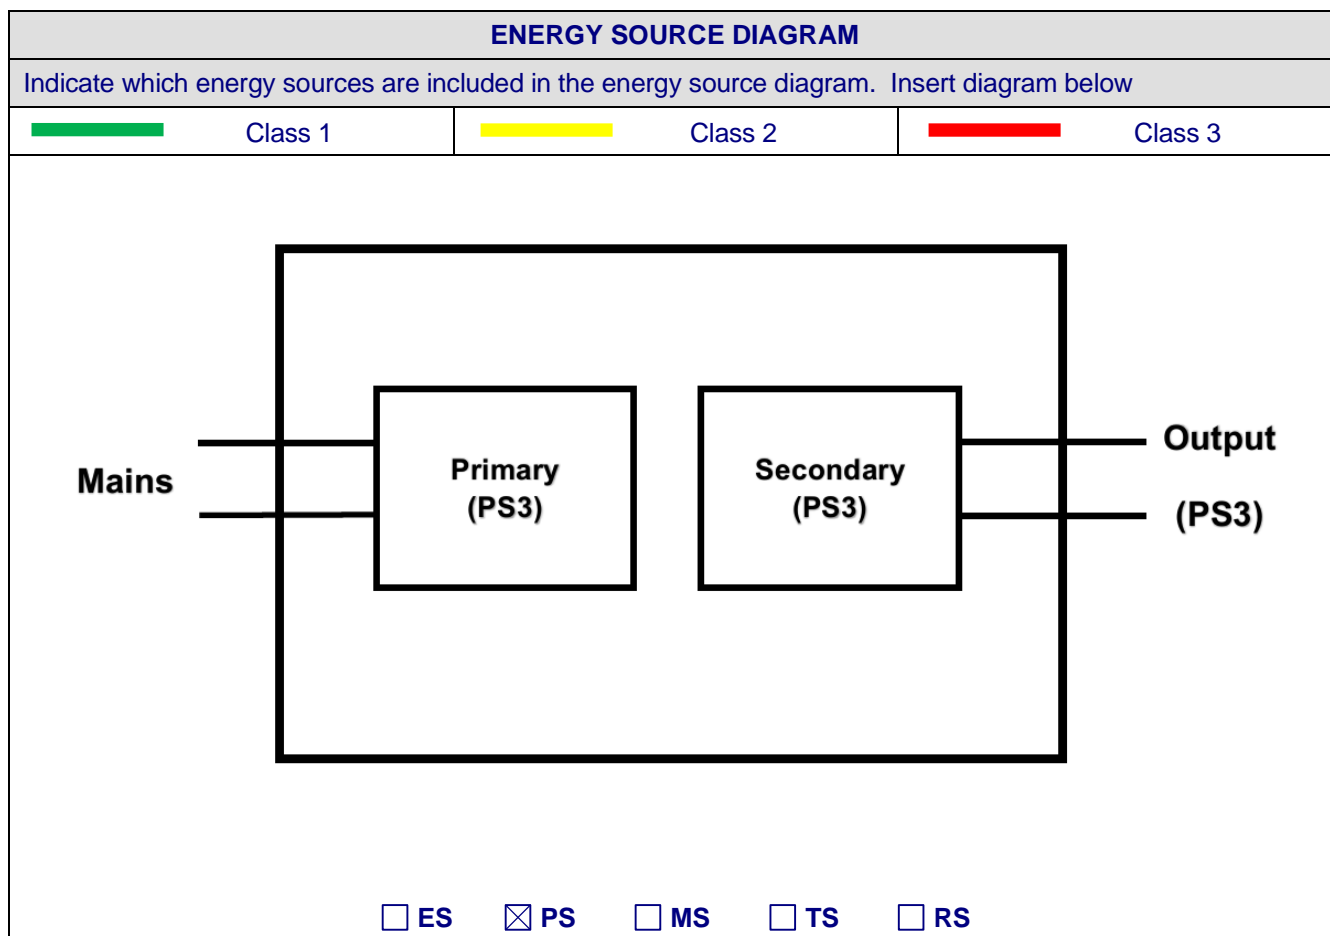 ENERGY SOURCE DIAGRAM
Indicate which energy sources are included in the energy source diagram. Insert diagram below
Class 1 Class 2 Class 3
Mains
Primary
(PS3)
Secondary
(PS3)
Output
(PS3)
☐ ES ☒ PS ☐ MS ☐ TS ☐ RS